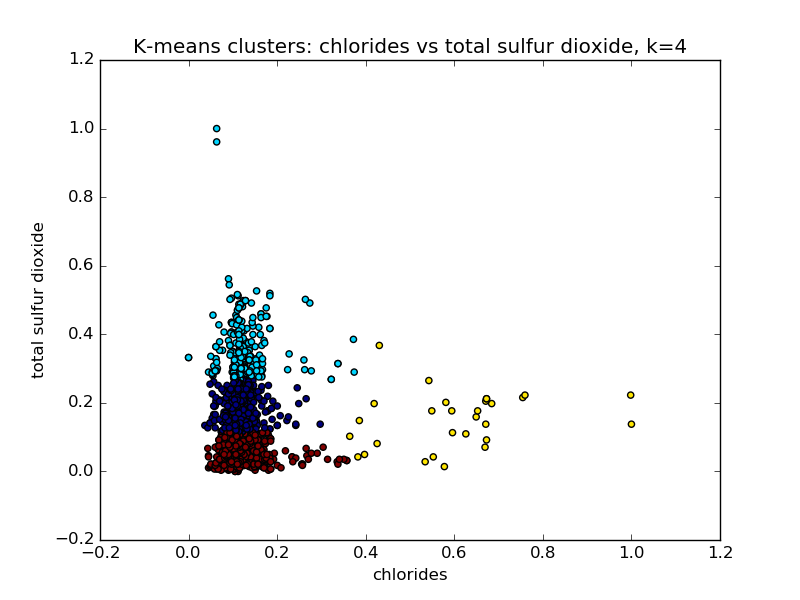 K-means clusters: chlorides vs total sulfur dioxide, k=4
1.2
1.0
0.8
0.6
0.4
0.2
0.0
−0.2
total sulfur dioxide
−0.2 0.0 0.2 0.4 0.6 0.8 1.0 1.2
chlorides